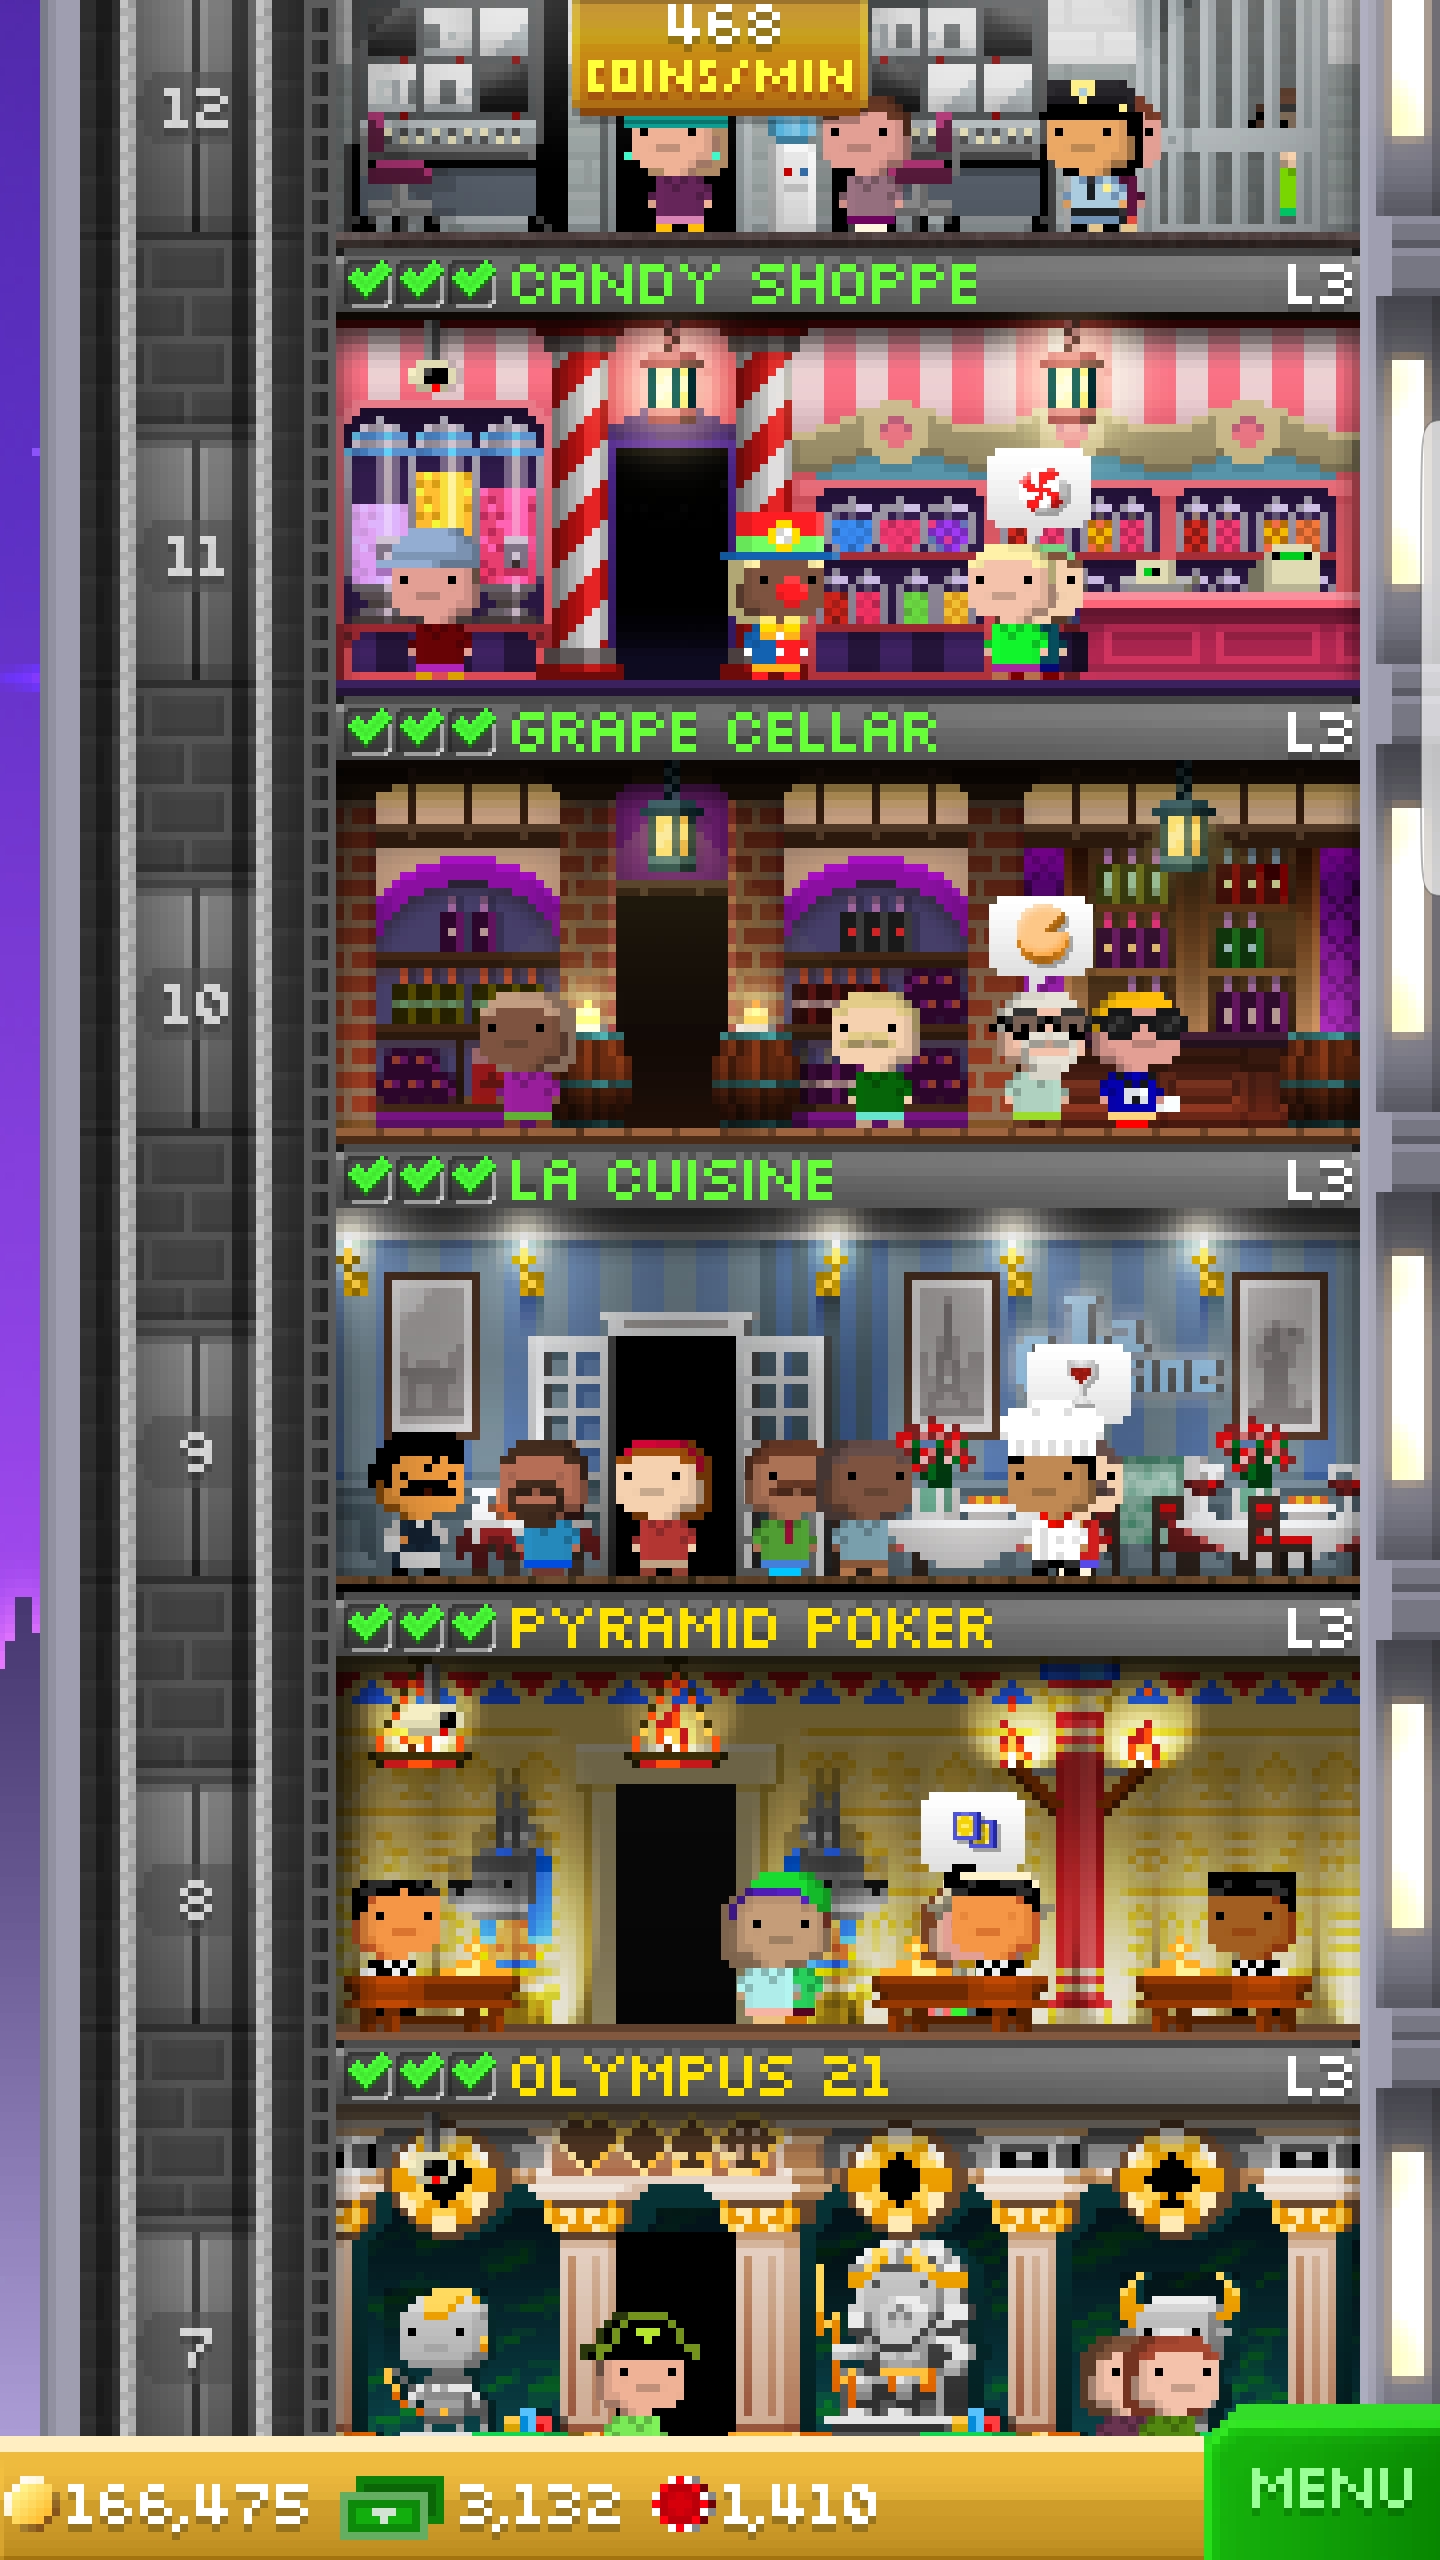 468
COINS/MIN
12
CANDY SHOPPE L3
11
GRAPE CELLAR L3
10
LA CUISINE L3
9
PYRAMID POKER L3
8
OLYMPUS 21 L3
7
166,475 3,132 1,410 MENU